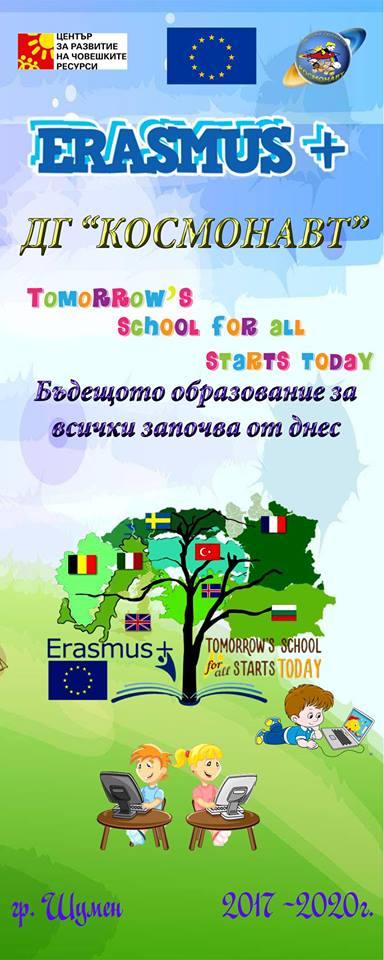 ЦЕНТЪР
ЗА РАЗВИТИЕ
НА ЧОВЕШКИТЕ
РЕСУРСИ
КОСМОНАВТ
ERASMUS +
ДГ “КОСМОНАВТ”
TOMORROW'S
SCHOOL FOR ALL
STARTS TODAY
Бъдещото образование за
всички започва от днес
Erasmus+
TOMORROW'S SCHOOL
for all STARTS TODAY
гр. Шумен
2017 -2020г.